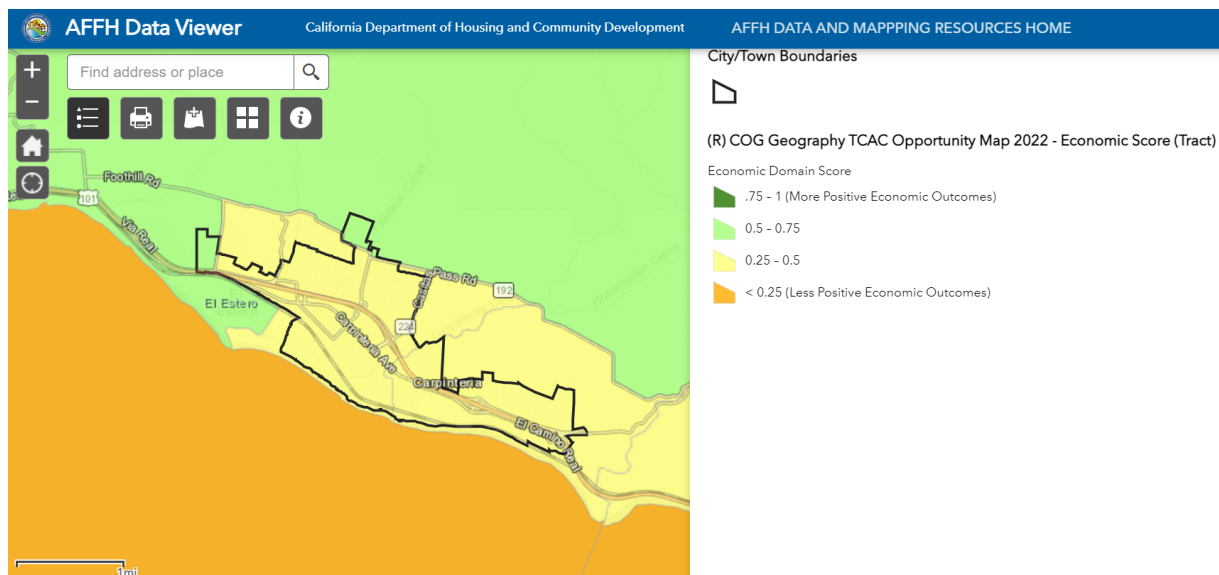 AFFH Data Viewer
California Department of Housing and Community Development
AFFH DATA AND MAPPPING RESOURCES HOME
Find address or place
City/Town Boundaries
(R) COG Geography TCAC Opportunity Map 2022 - Economic Score (Tract)
Economic Domain Score
.75 - 1 (More Positive Economic Outcomes)
0.5 - 0.75
0.25 - 0.5
< 0.25 (Less Positive Economic Outcomes)
Foothill Rd
101
Via Real
El Estero
Pass Rd
192
224
Carpinteria Ave
Carpinteria
El Camino Real
Gobernador Creek
1mi